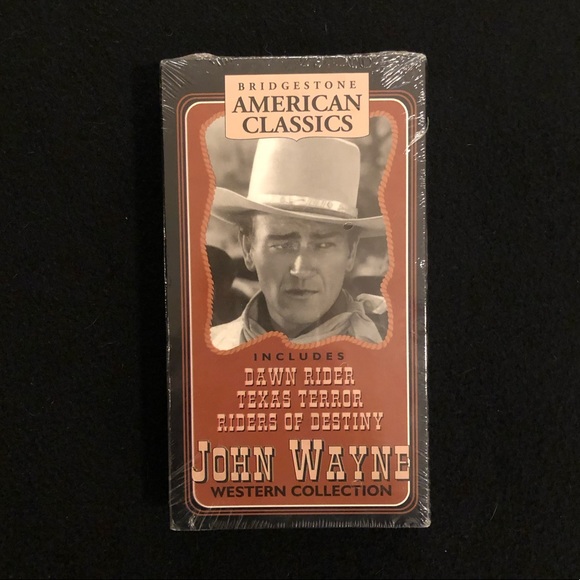 BRIDGESTONE
AMERICAN
CLASSICS
INCLUDES
DAWN RIDER
TEXAS TERROR
RIDERS OF DESTINY
JOHN WAYNE
WESTERN COLLECTION